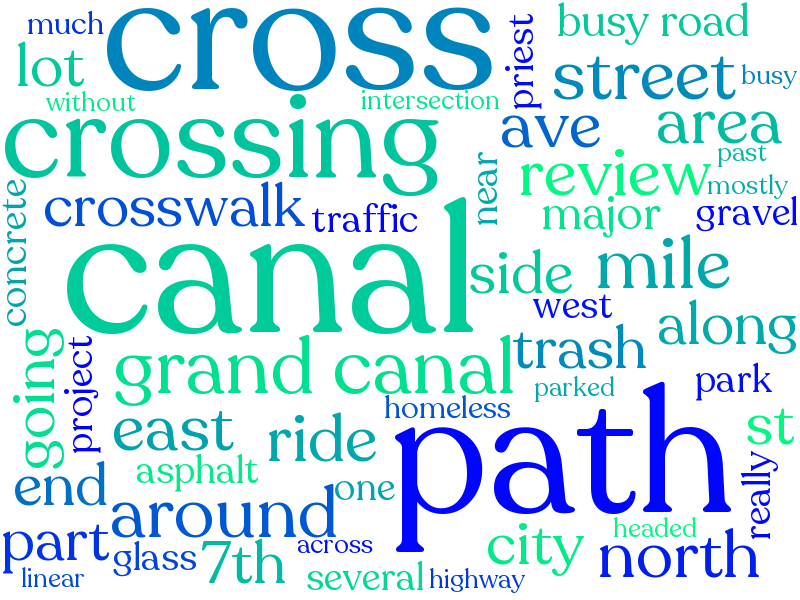 much
cross
priest
busy road
lot
street
busy
without
intersection
crossing
ave
area
past
near
review
mostly
concrete
crosswalk
traffic
major
gravel
canal
side
mile
west
along
going
project
grand canal
trash
parked
park
homeless
east
ride
path
st
asphalt
really
end
one
around
part
glass
7th
across
city
headed
north
linear
several
highway